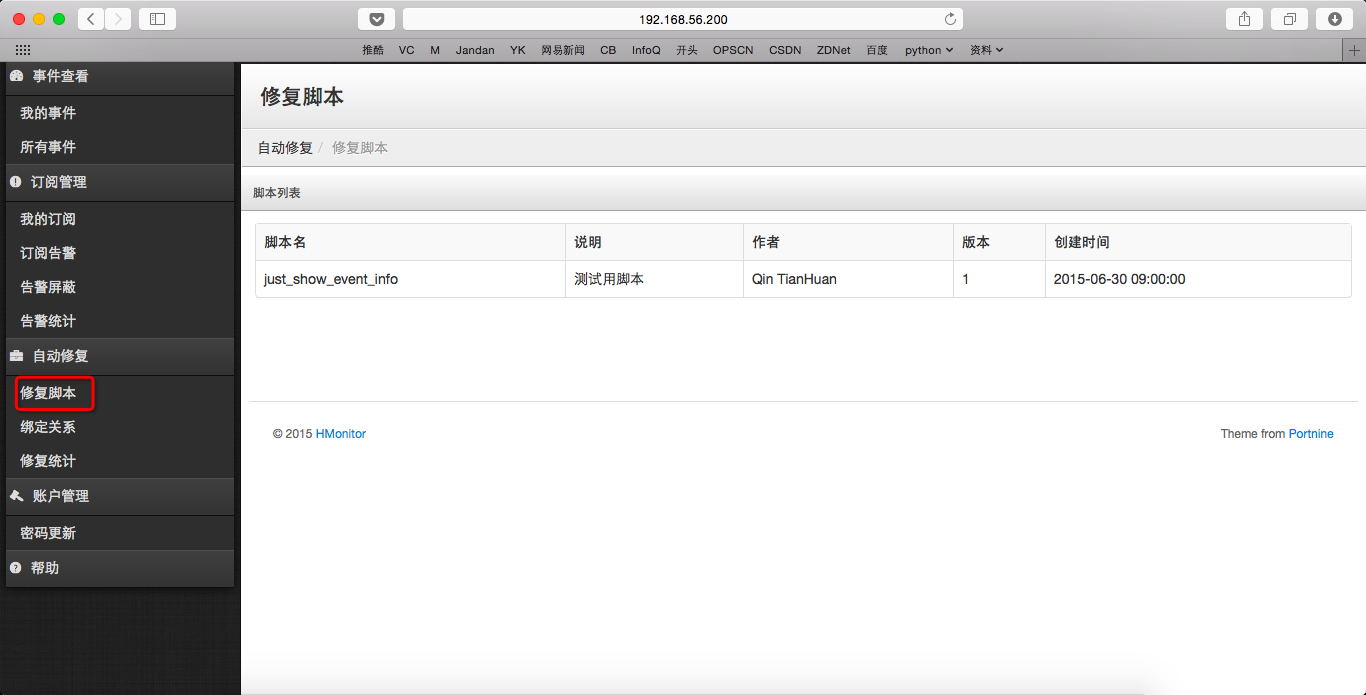 192.168.56.200
推酷 VC M Jandan YK 网易新闻 CB InfoQ 开头 OPSCN CSDN ZDNet 百度 python 资料
事件查看
我的事件
所有事件
订阅管理
我的订阅
订阅告警
告警屏蔽
告警统计
自动修复
修复脚本
绑定关系
修复统计
账户管理
密码更新
帮助
修复脚本
自动修复 / 修复脚本
脚本列表
脚本名 说明 作者 版本 创建时间
just_show_event_info 测试用脚本 Qin TianHuan 1 2015-06-30 09:00:00
© 2015 HMonitor Theme from Portnine